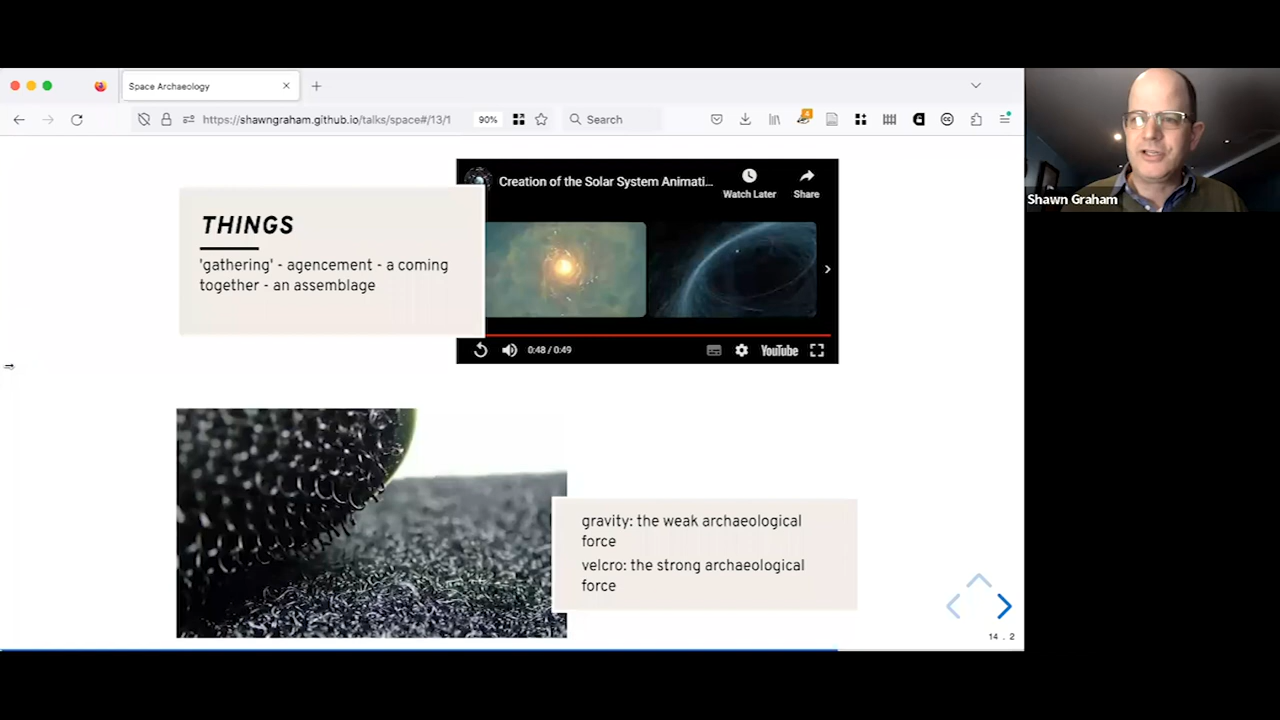 Space Archaeology
https://shawngraham.github.io/talks/space#/13/1
90%
Search
4
Shawn Graham
Creation of the Solar System Animati...
Watch Later
Share
THINGS
'gathering' - agencement - a coming
together - an assemblage
0:48 / 0:49
YouTube
gravity: the weak archaeological
force
velcro: the strong archaeological
force
14 . 2